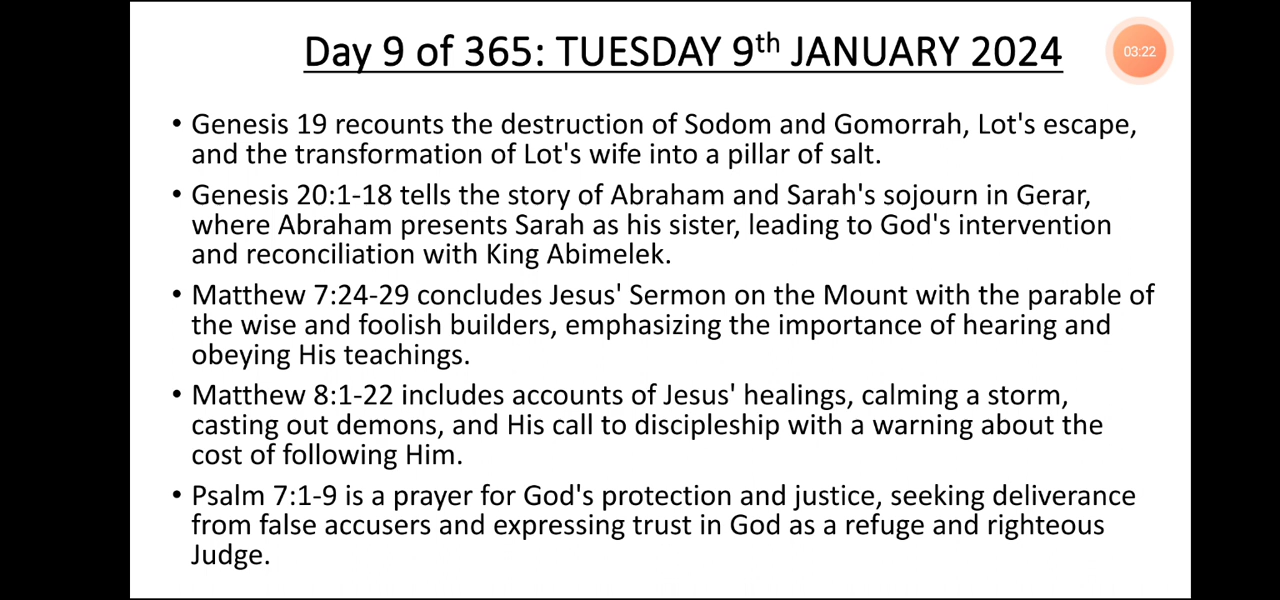 Day 9 of 365: TUESDAY 9th JANUARY 2024
03:22
• Genesis 19 recounts the destruction of Sodom and Gomorrah, Lot's escape,
and the transformation of Lot's wife into a pillar of salt.
• Genesis 20:1-18 tells the story of Abraham and Sarah's sojourn in Gerar,
where Abraham presents Sarah as his sister, leading to God's intervention
and reconciliation with King Abimelek.
• Matthew 7:24-29 concludes Jesus' Sermon on the Mount with the parable of
the wise and foolish builders, emphasizing the importance of hearing and
obeying His teachings.
• Matthew 8:1-22 includes accounts of Jesus' healings, calming a storm,
casting out demons, and His call to discipleship with a warning about the
cost of following Him.
• Psalm 7:1-9 is a prayer for God's protection and justice, seeking deliverance
from false accusers and expressing trust in God as a refuge and righteous
Judge.